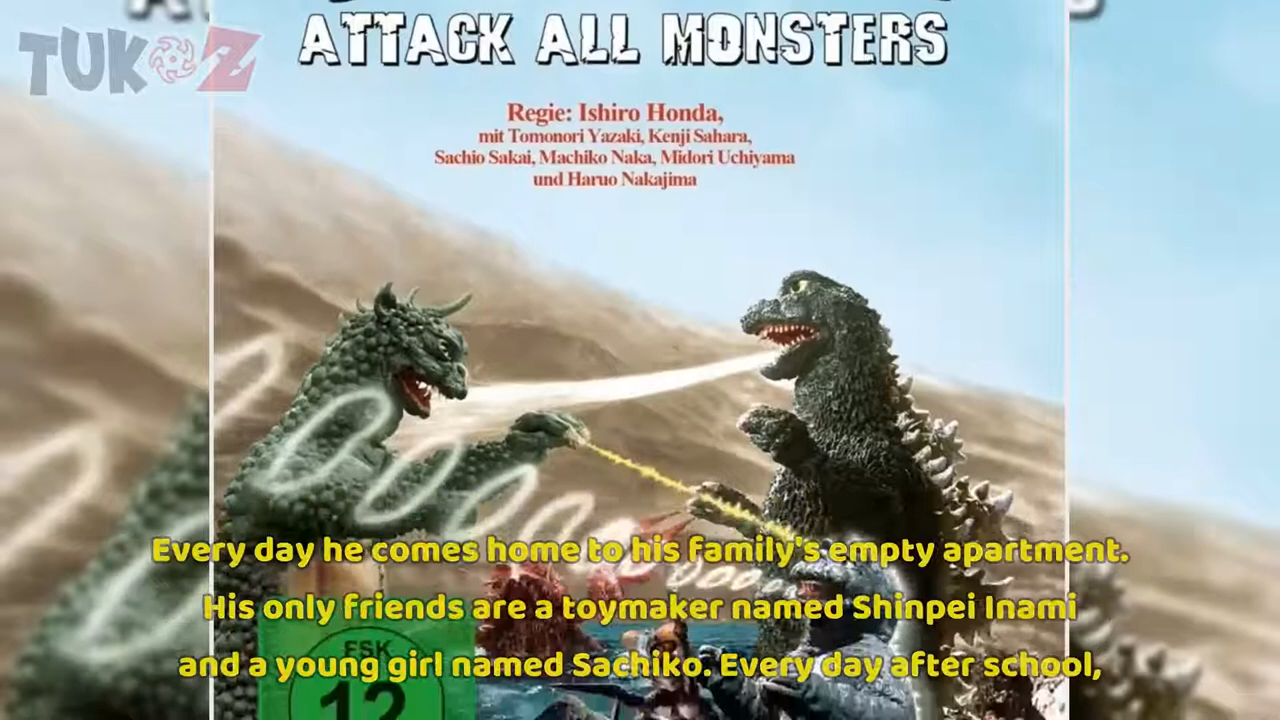 TUKOZ
ATTACK ALL MONSTERS
Regie: Ishiro Honda,
mit Tomonori Yazaki, Kenji Sahara,
Sachio Sakai, Machiko Naka, Midori Uchiyama
und Haruo Nakajima
Every day he comes home to his family's empty apartment.
His only friends are a toymaker named Shinpei Inami
and a young girl named Sachiko. Every day after school,
FSK
12